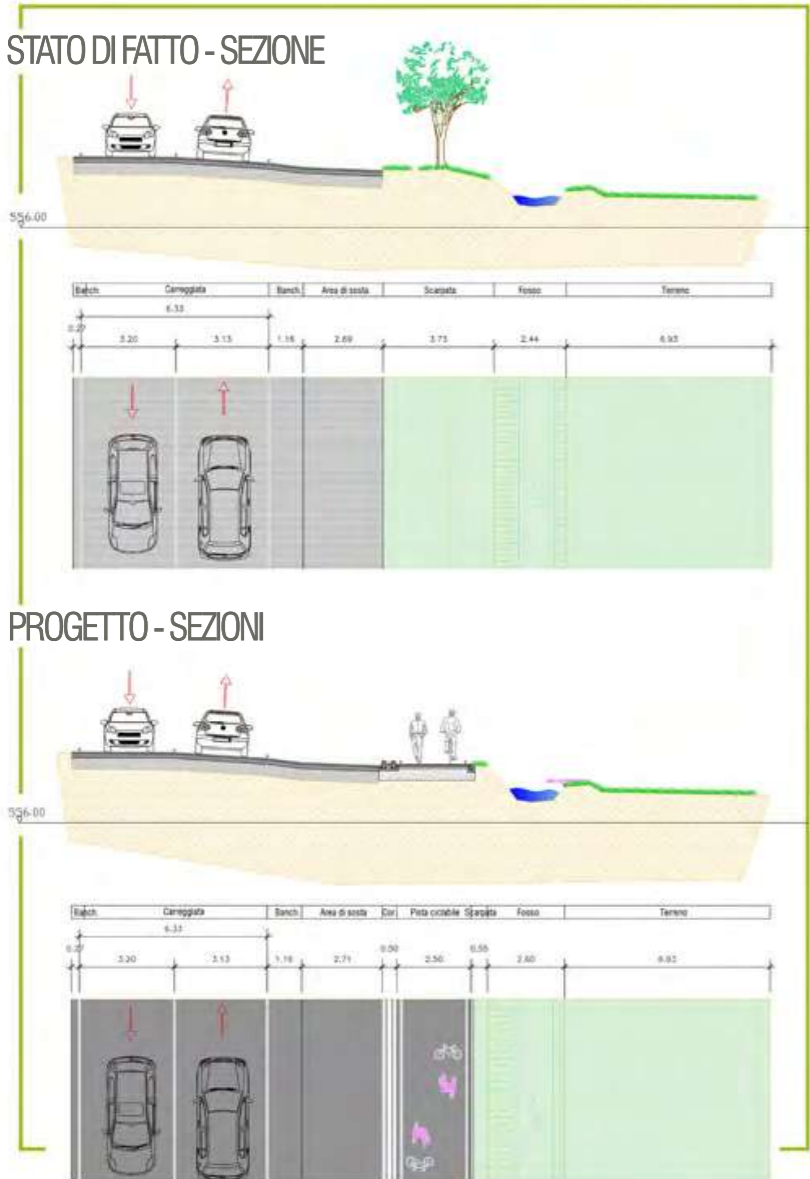 STATO DI FATTO - SEZIONE
556.00
Banch. Carreggiata Banch. Area di sosta Scarpata Fosso Terreno
6.33
0.27 3.20 3.13 1.16 2.69 3.73 2.44 6.93
PROGETTO - SEZIONI
556.00
Banch. Carreggiata Banch. Area di sosta Cor. Pista ciclabile Scarpata Fosso Terreno
6.33
0.27 3.20 3.13 1.16 2.71 0.50 2.50 0.55 2.60 6.93